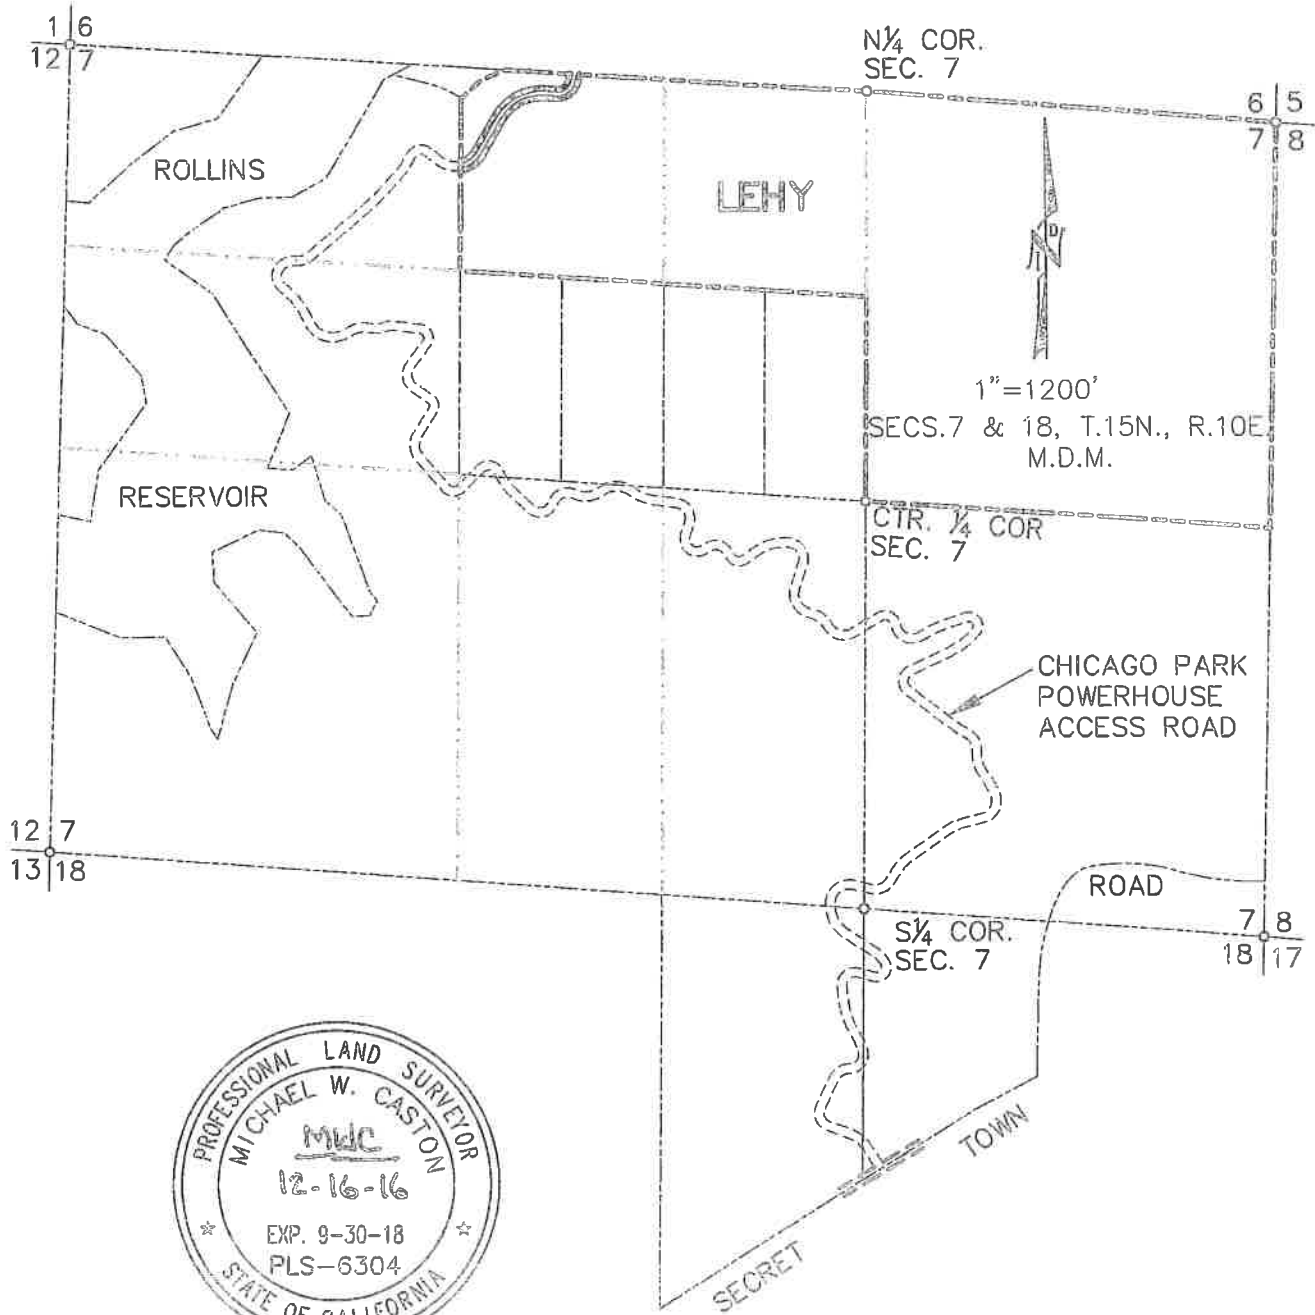 1 6
12 7
N¼ COR.
SEC. 7
6 5
7 8
ROLLINS
LEHY
N
1"=1200'
SECS.7 & 18, T.15N., R.10E
M.D.M.
RESERVOIR
CTR. ¼ COR
SEC. 7
CHICAGO PARK
POWERHOUSE
ACCESS ROAD
12 7
13 18
ROAD
S¼ COR.
SEC. 7
7 8
18 17
TOWN
SECRET
PROFESSIONAL LAND SURVEYOR
MICHAEL W. CASTON
MWC
12-16-16
EXP. 9-30-18
PLS-6304
STATE OF CALIFORNIA